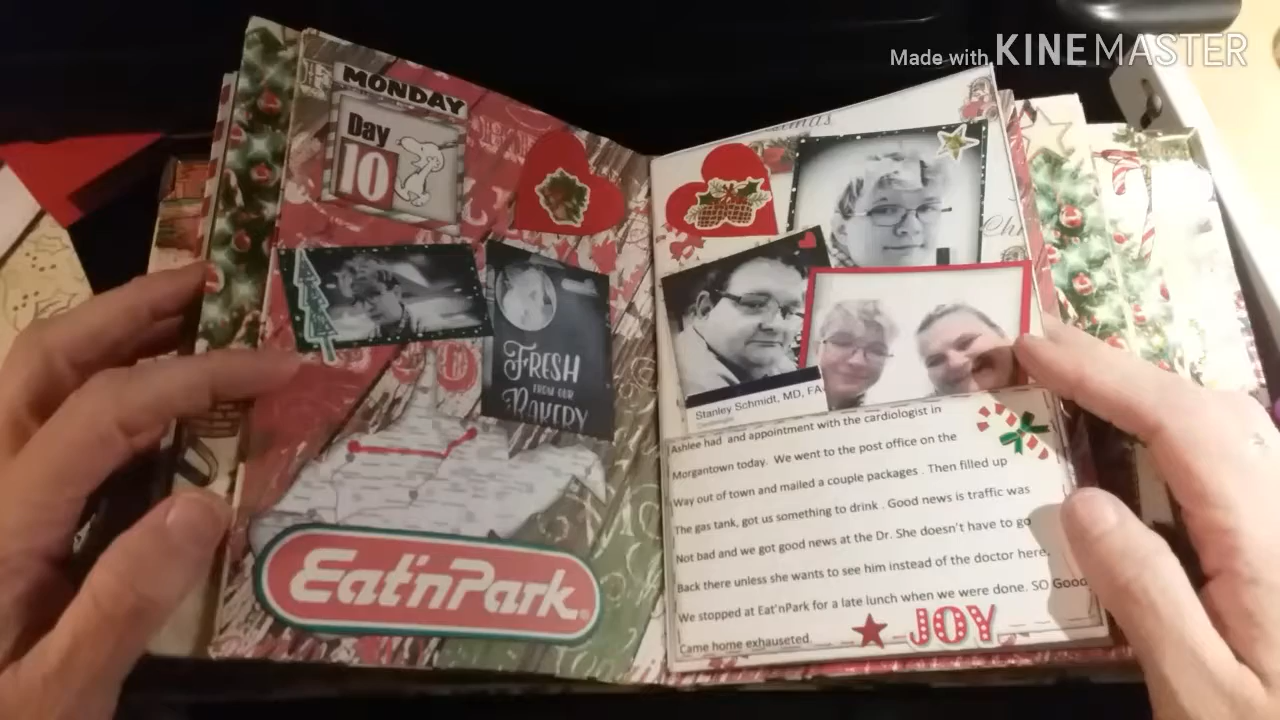 Made with KINEMASTER
MONDAY
Day
10
FRESH
FROM OUR
BAKERY
Eat'nPark
Stanley Schmidt, MD, FA
Ashlee had and appointment with the cardiologist in
Morgantown today. We went to the post office on the
Way out of town and mailed a couple packages . Then filled up
The gas tank, got us something to drink . Good news is traffic was
Not bad and we got good news at the Dr. She doesn't have to go
Back there unless she wants to see him instead of the doctor here.
We stopped at Eat'nPark for a late lunch when we were done. SO Good
Came home exhauseted.
JOY